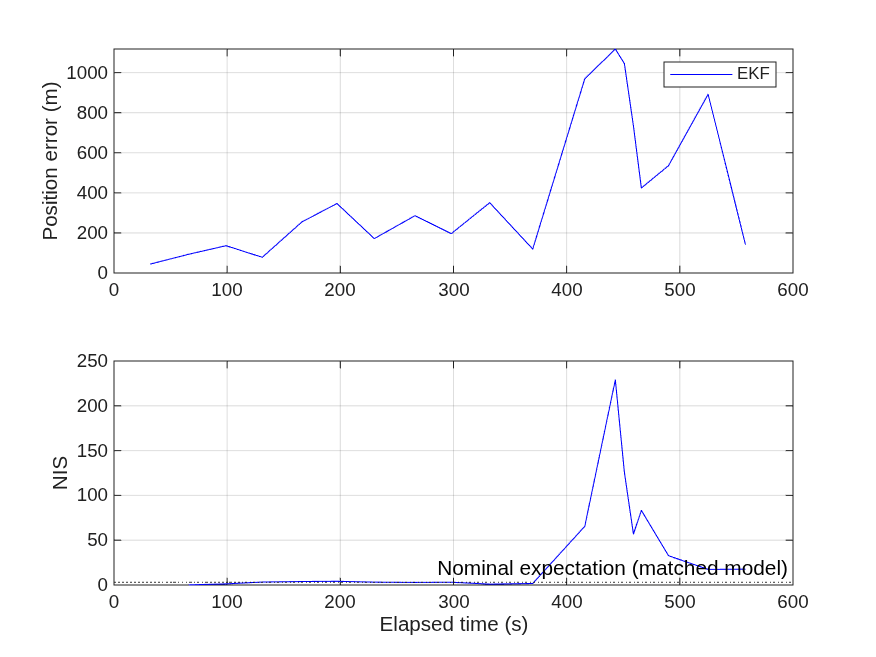 EKF
Position error (m)
1000
800
600
400
200
0
0 100 200 300 400 500 600
NIS
250
200
150
100
50
0
Nominal expectation (matched model)
0 100 200 300 400 500 600
Elapsed time (s)